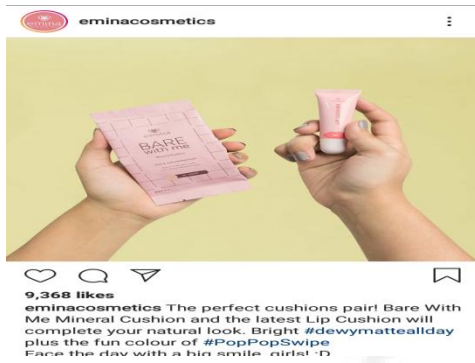 emina
eminacosmetics
emina
BARE
with me
9,368 likes
eminacosmetics The perfect cushions pair! Bare With
Me Mineral Cushion and the latest Lip Cushion will
complete your natural look. Bright #dewymatteallday
plus the fun colour of #PopPopSwipe
Face the day with a big smile, girls! :D